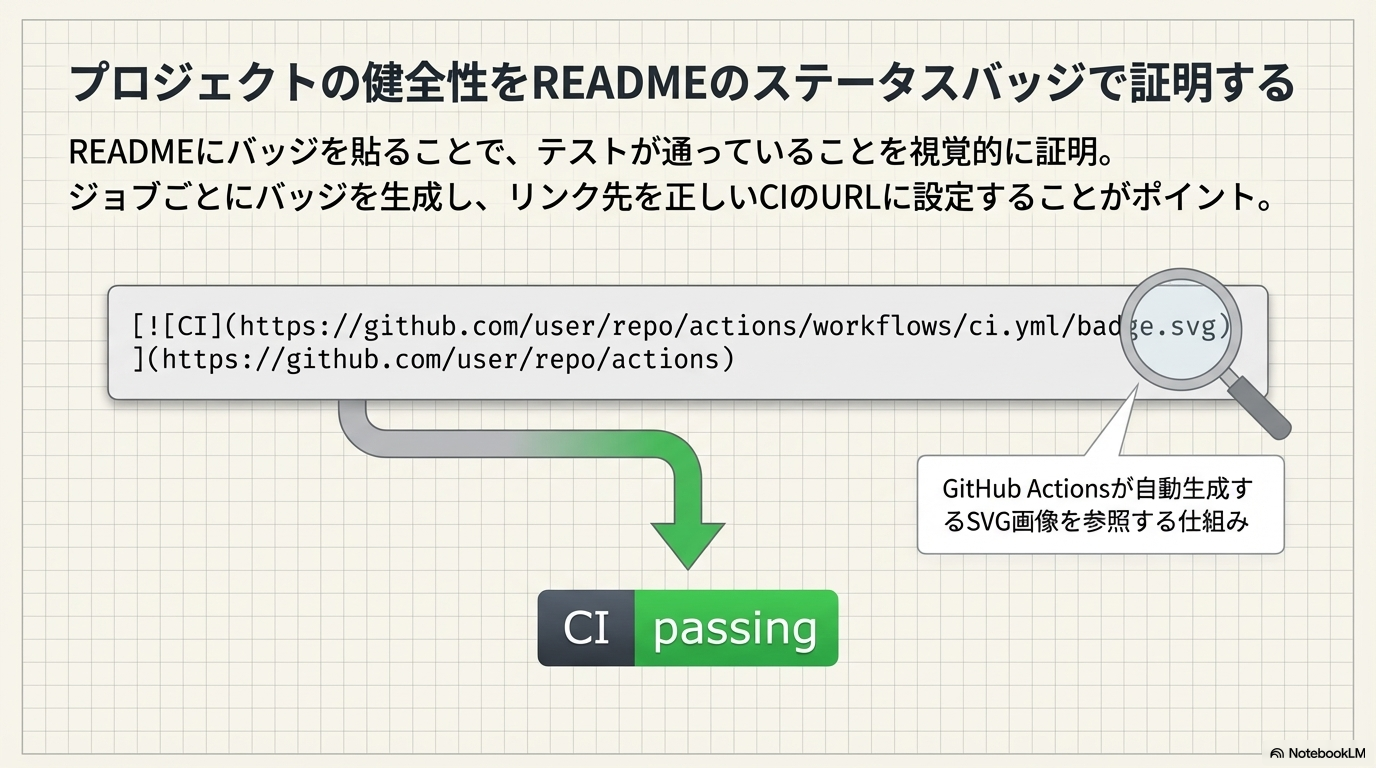 プロジェクトの健全性をREADMEのステータスバッジで証明する
READMEにバッジを貼ることで、テストが通っていることを視覚的に証明。
ジョブごとにバッジを生成し、リンク先を正しいCIのURLに設定することがポイント。
[![CI](https://github.com/user/repo/actions/workflows/ci.yml/badge.svg)
](https://github.com/user/repo/actions)
GitHub Actionsが自動生成す
るSVG画像を参照する仕組み
CI passing
NotebookLM